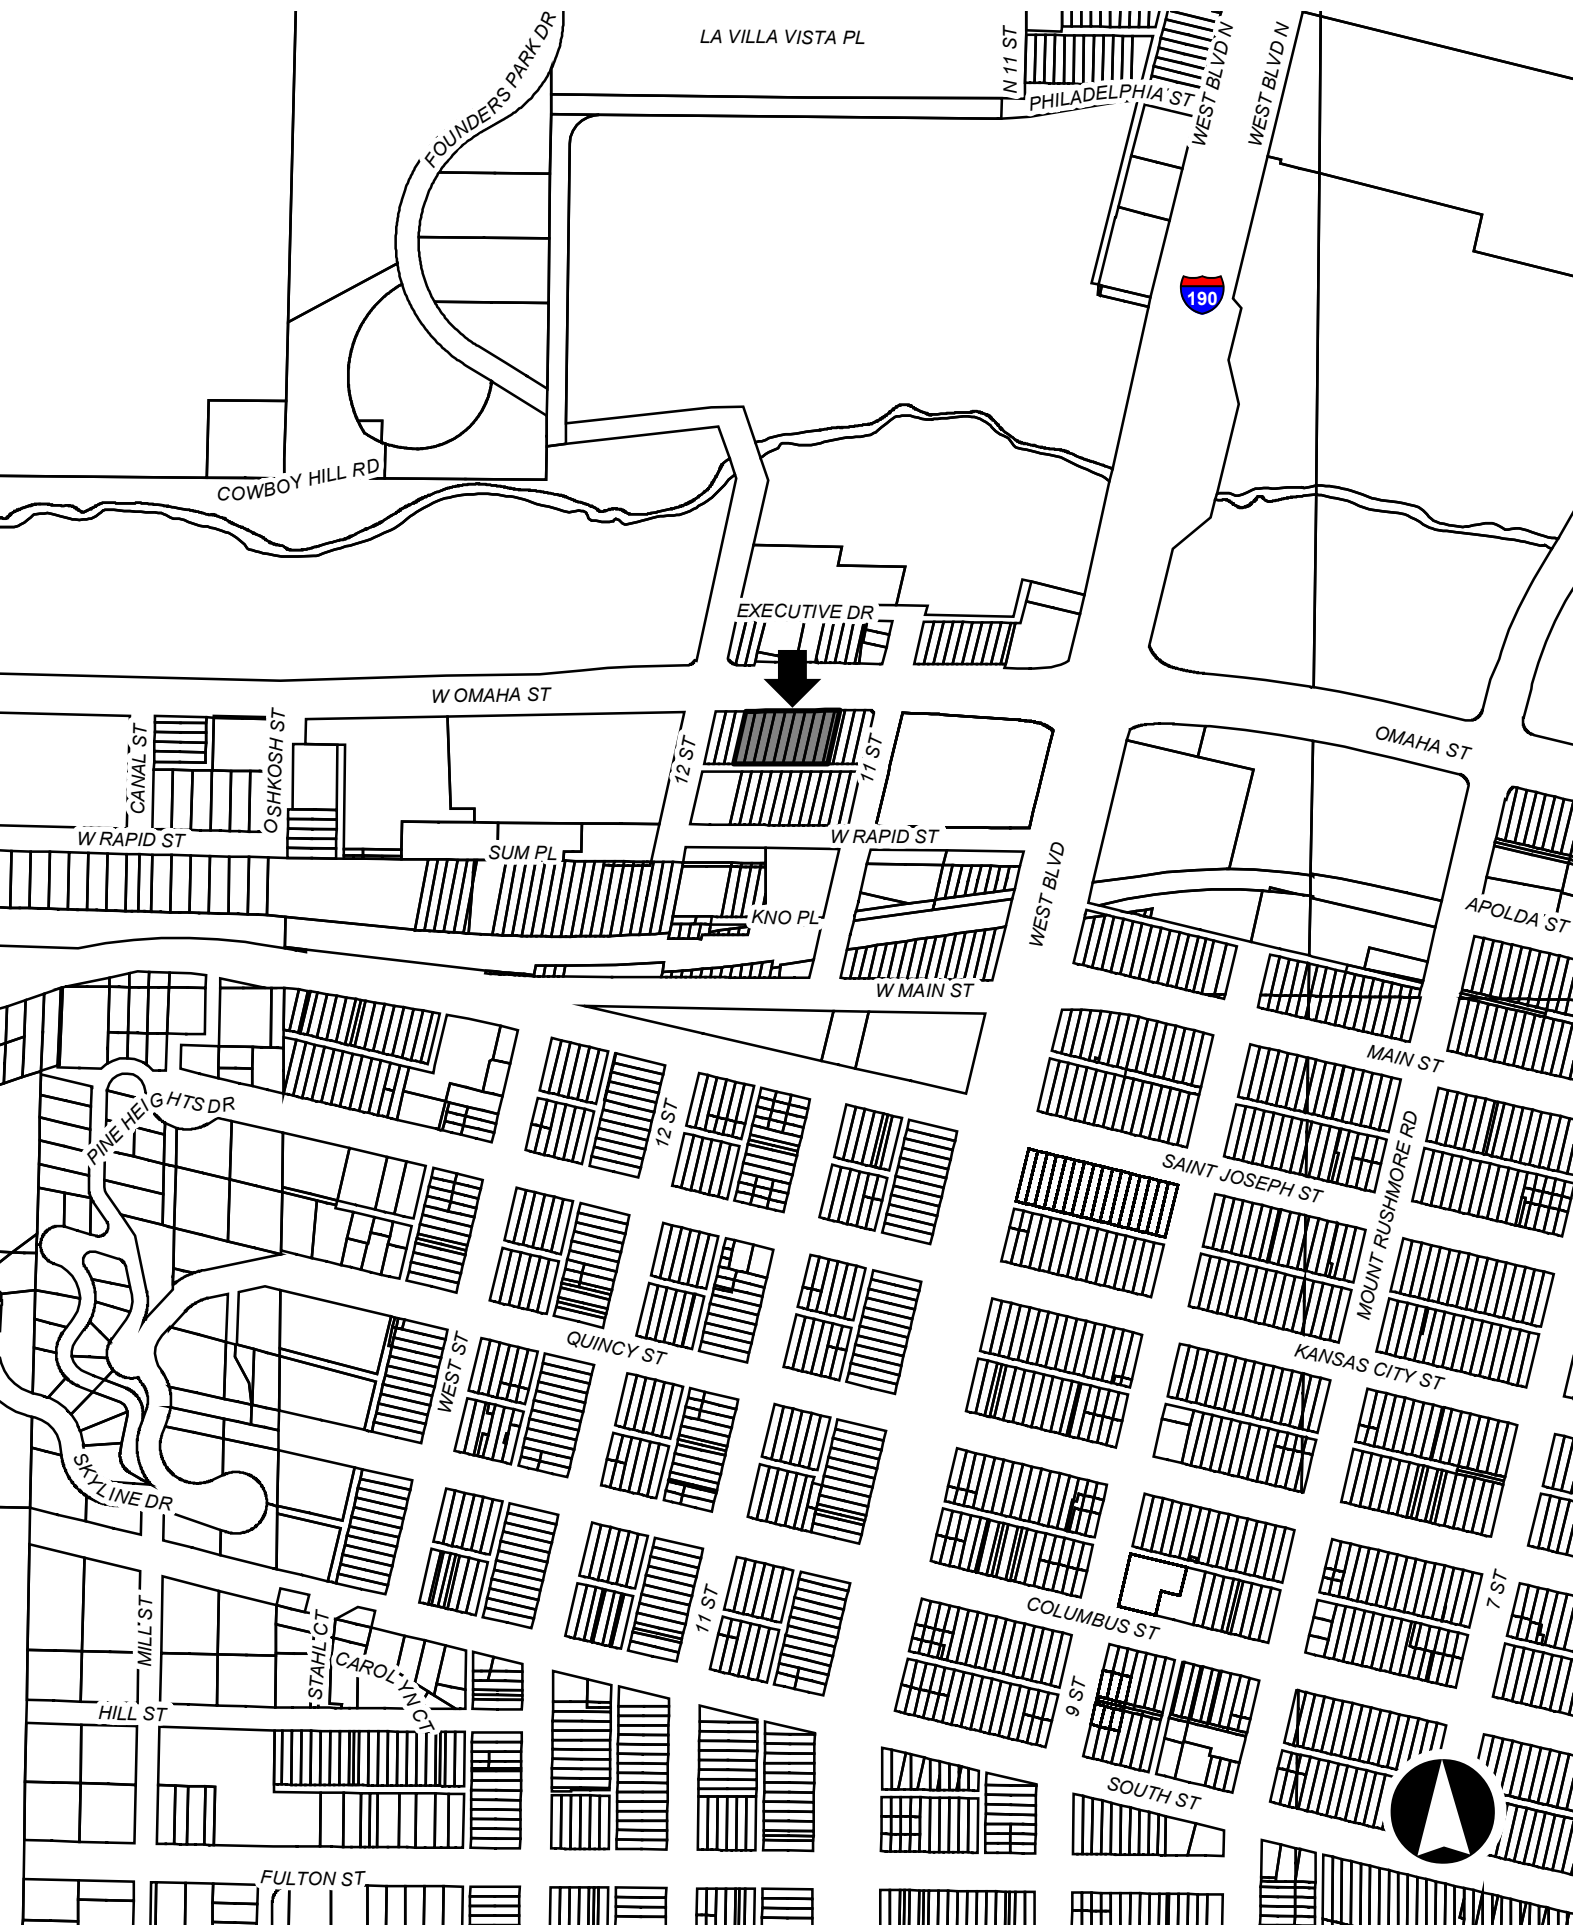 LA VILLA VISTA PL
FOUNDERS PARK DR
N 11 ST
WEST BLVD N
WEST BLVD N
PHILADELPHIA ST
190
COWBOY HILL RD
EXECUTIVE DR
W OMAHA ST
OMAHA ST
CANAL ST
OSHKOSH ST
12 ST
11 ST
W RAPID ST
W RAPID ST
SUM PL
WEST BLVD
KNO PL
APOLDA ST
W MAIN ST
MAIN ST
PINE HEIGHTS DR
12 ST
SAINT JOSEPH ST
MOUNT RUSHMORE RD
QUINCY ST
WEST ST
KANSAS CITY ST
SKYLINE DR
MILL ST
STAHL CT
CAROLYN CT
11 ST
COLUMBUS ST
7 ST
9 ST
HILL ST
SOUTH ST
FULTON ST